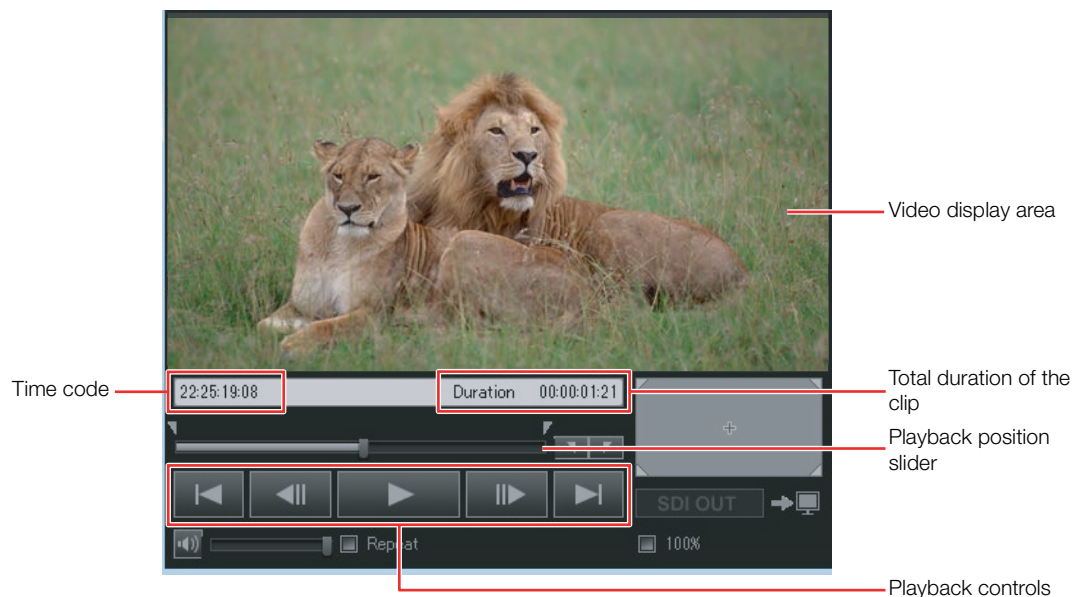 Video display area
Time code
22:25:19:08
Duration 00:00:01:21
Total duration of the
clip
Playback position
slider
SDI OUT
Repeat
100%
Playback controls